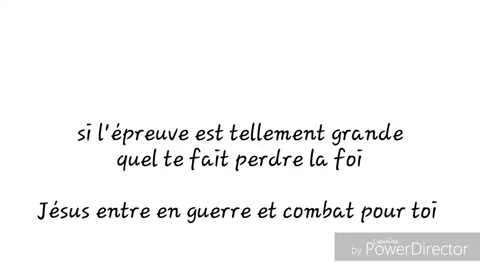 si l'épreuve est tellement grande
quel te fait perdre la foi
Jésus entre en guerre et combat pour toi
CyberLink
by PowerDirector